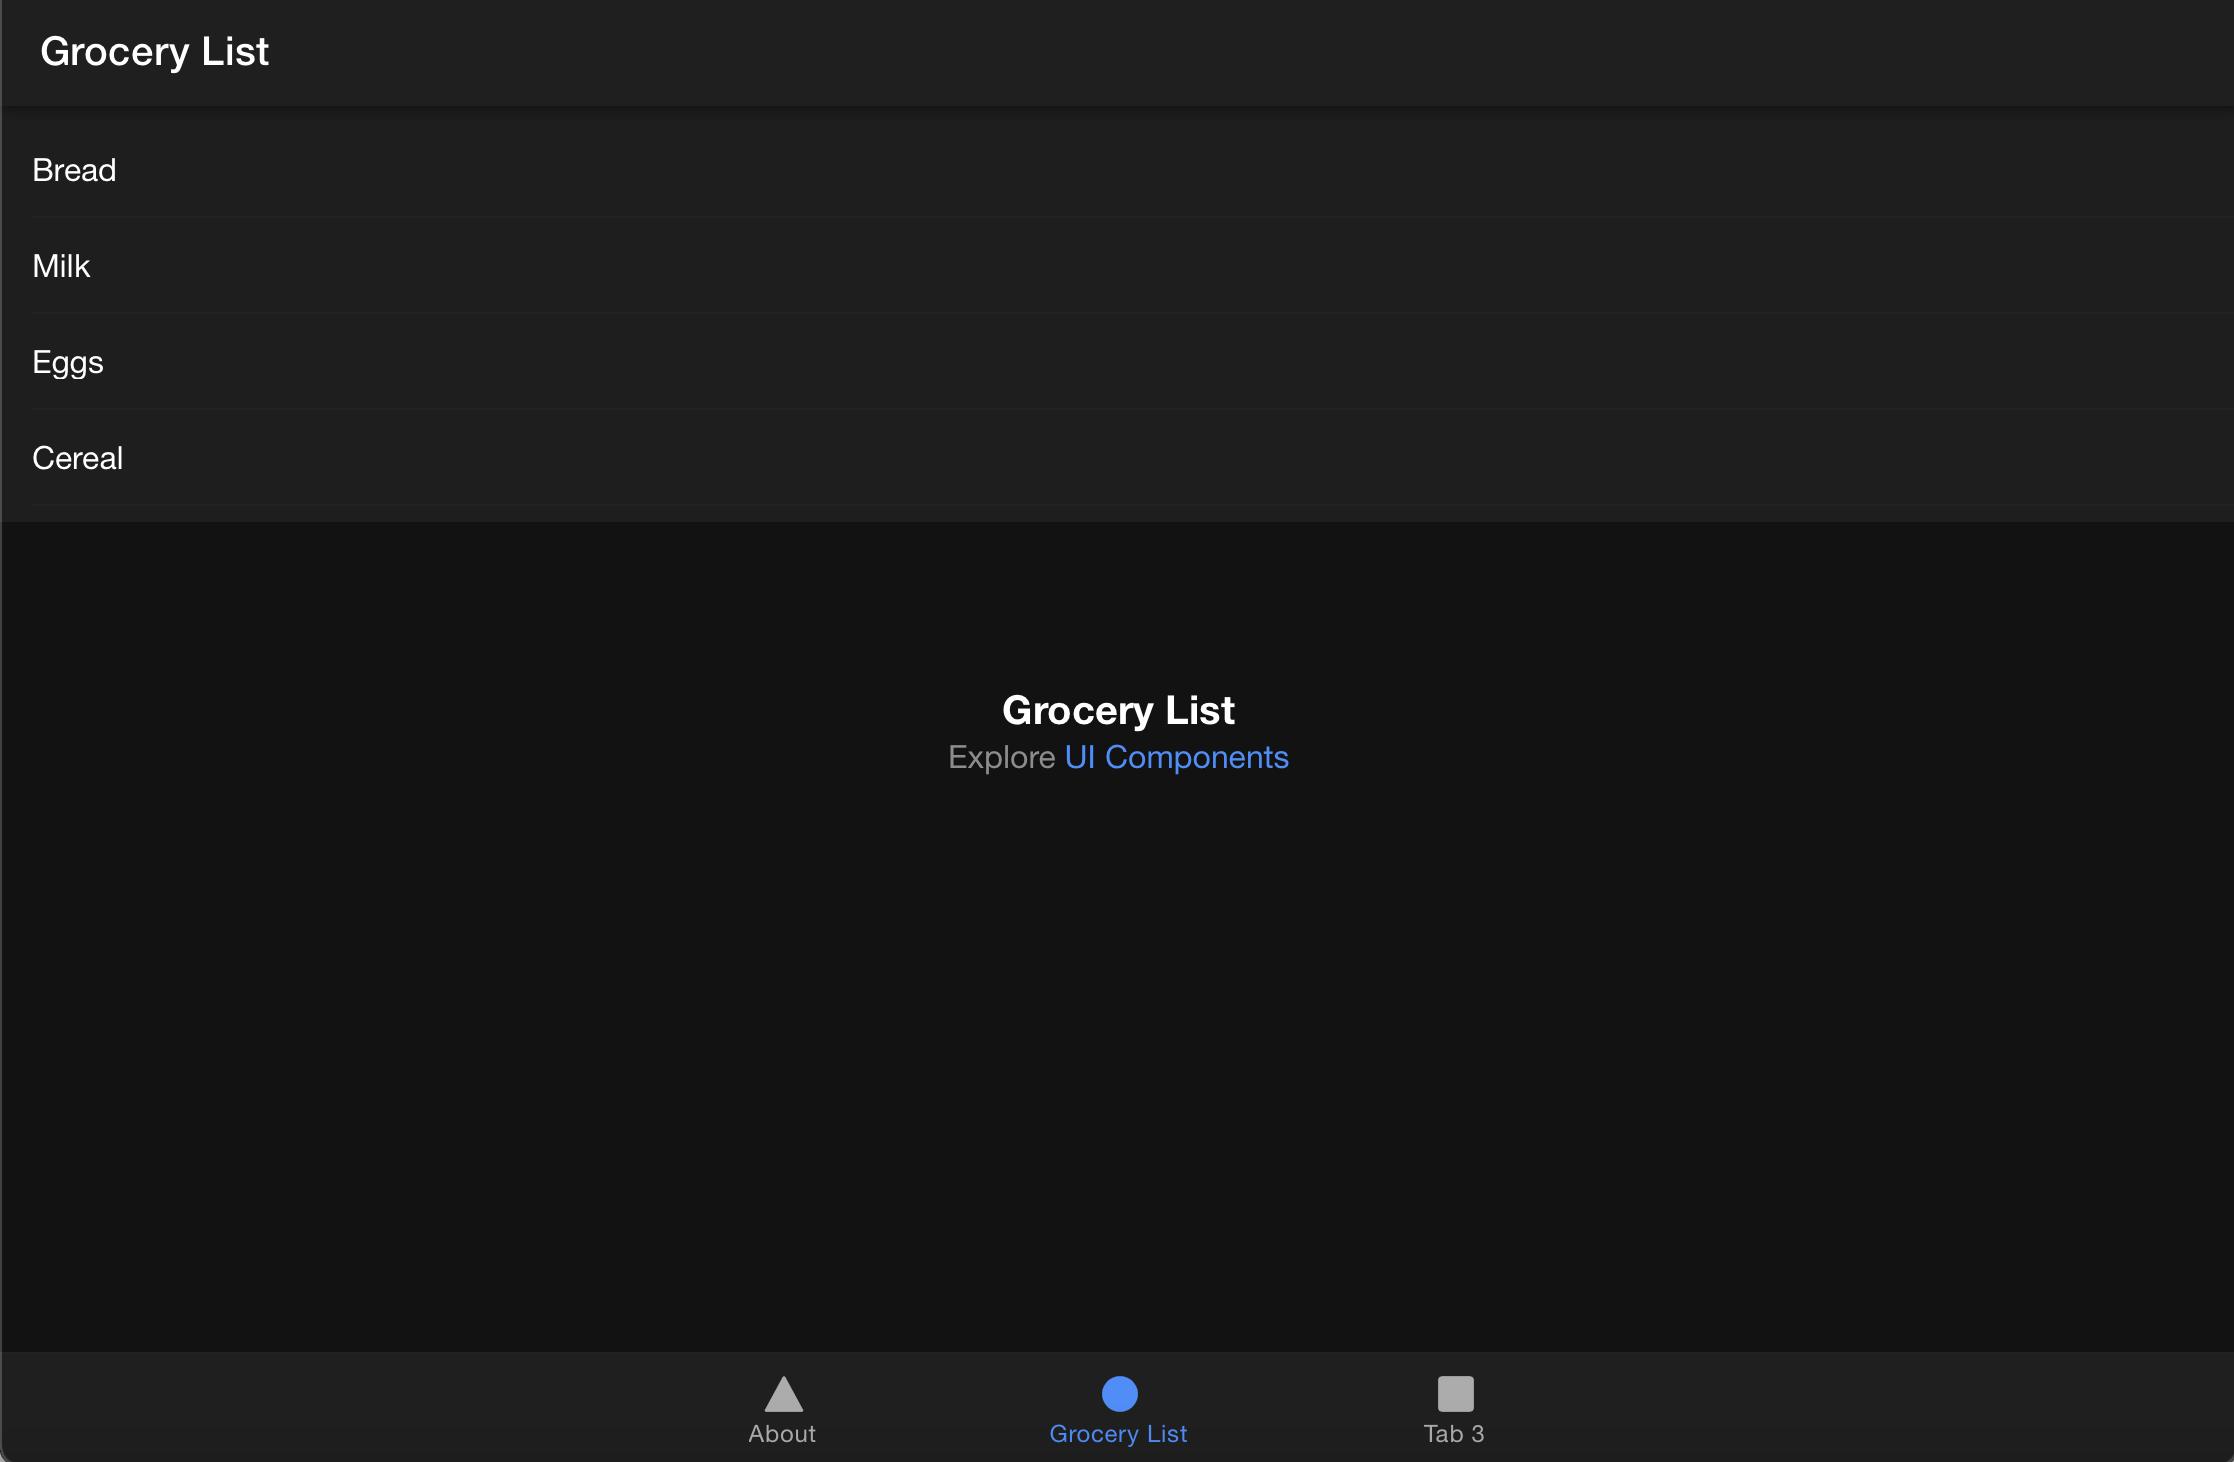 Grocery List
Bread
Milk
Eggs
Cereal
Grocery List
Explore UI Components
About
Grocery List
Tab 3